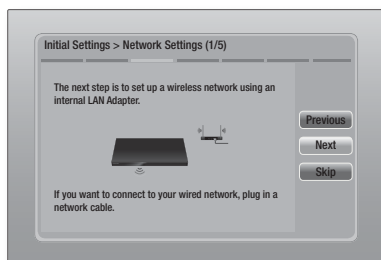 Initial Settings > Network Settings (1/5)
The next step is to set up a wireless network using an
internal LAN Adapter.
Previous
Next
Skip
If you want to connect to your wired network, plug in a
network cable.